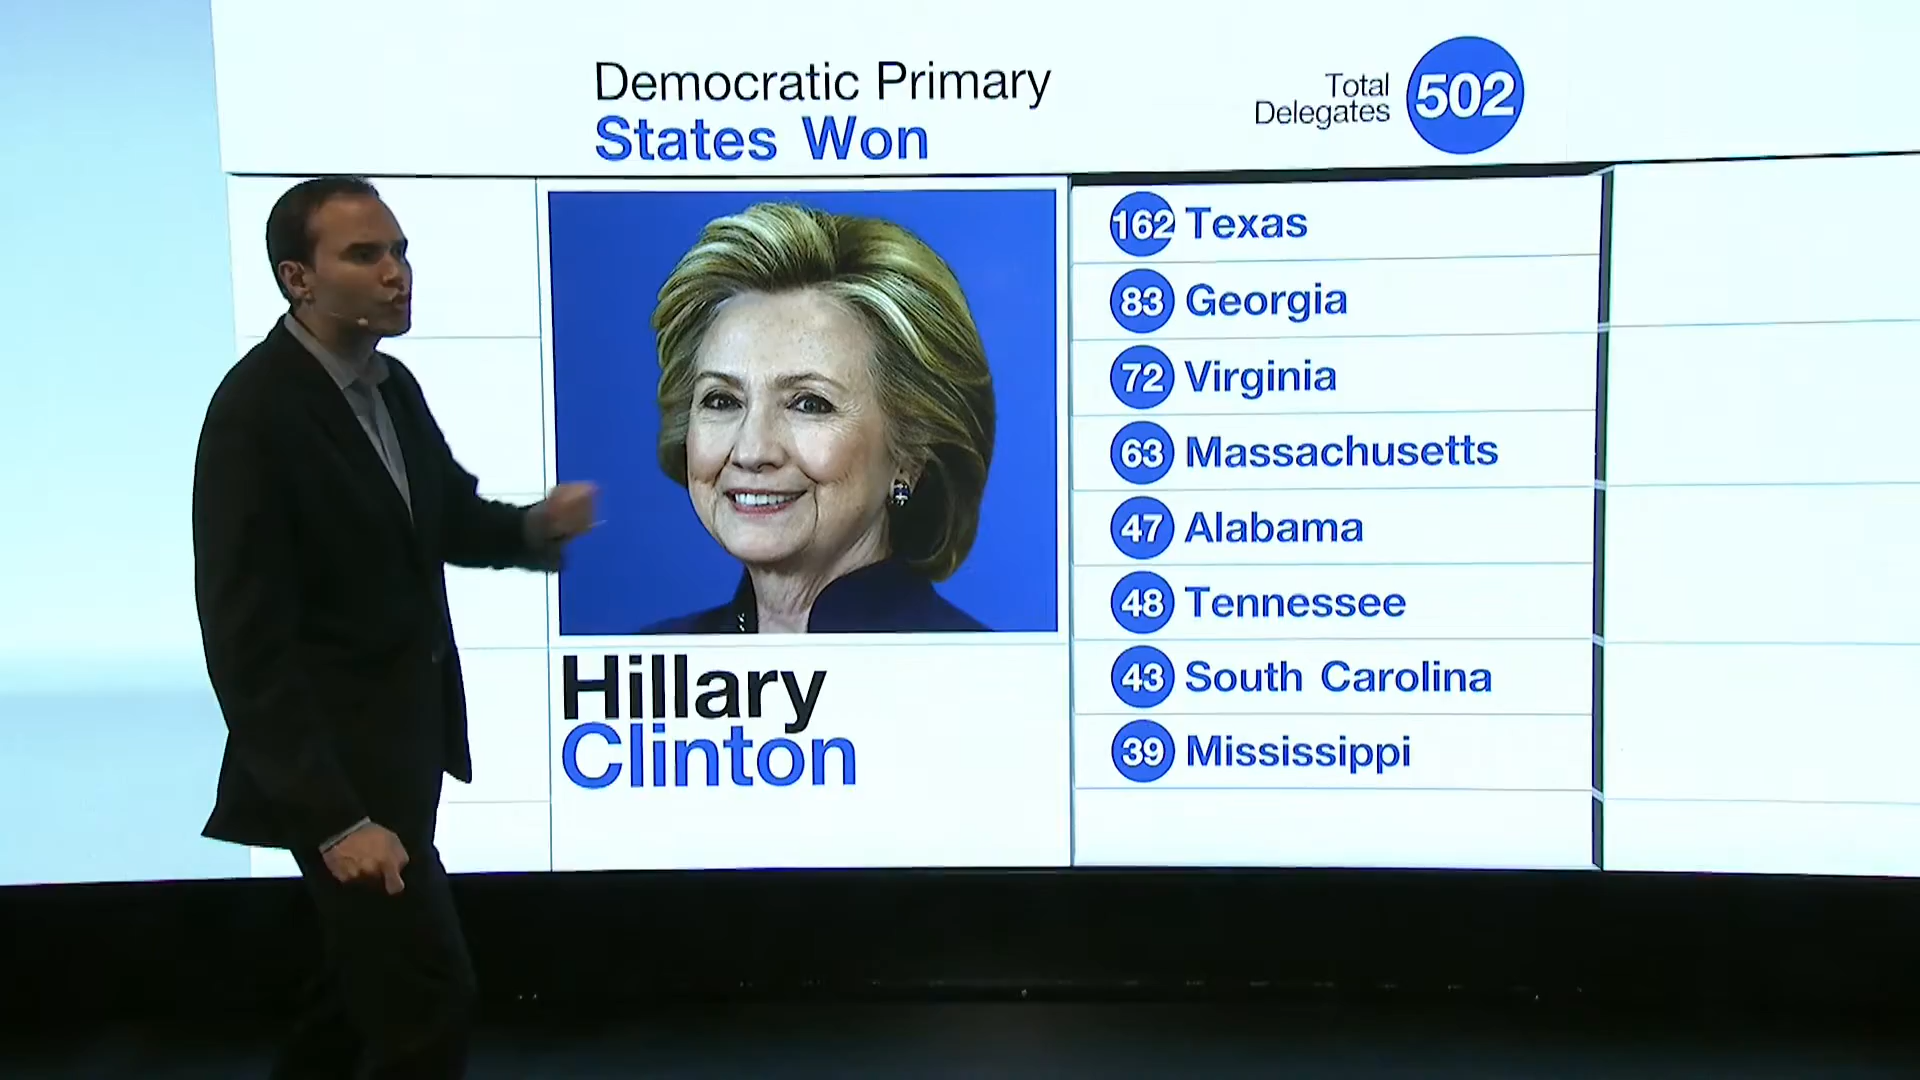 Democratic Primary
States Won
Total
Delegates
502
162 Texas
83 Georgia
72 Virginia
63 Massachusetts
47 Alabama
48 Tennessee
43 South Carolina
39 Mississippi
Hillary
Clinton